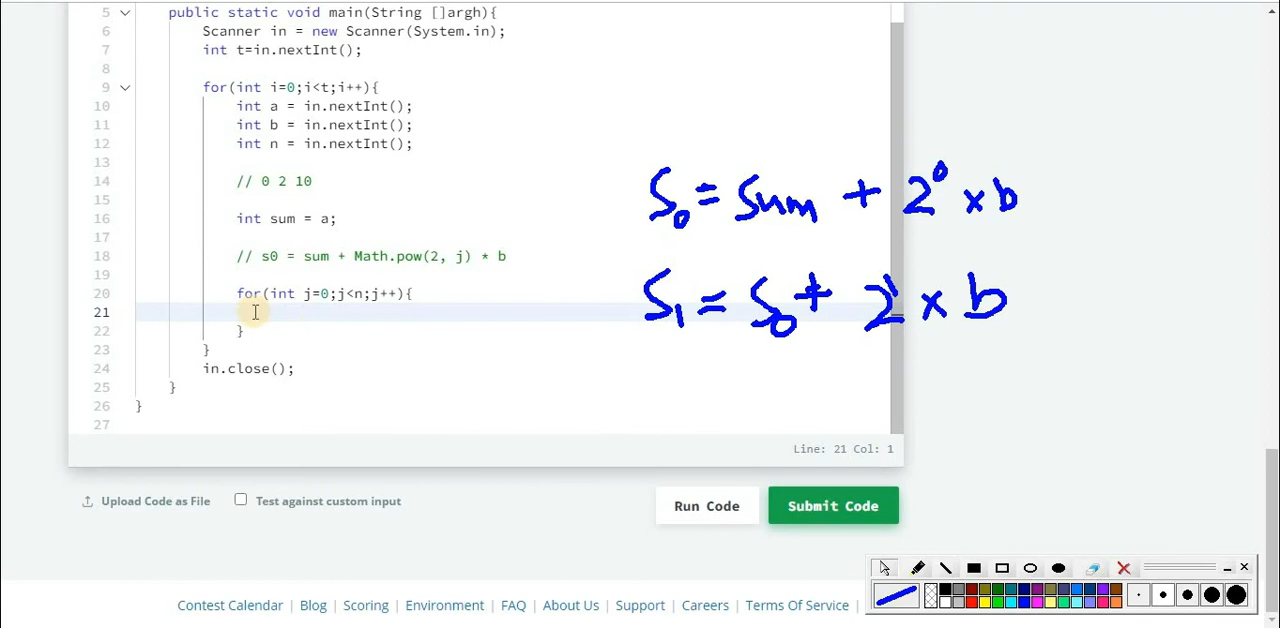 5 public static void main(String []argh){
6 Scanner in = new Scanner(System.in);
7 int t=in.nextInt();
8
9 for(int i=0;i<t;i++){
10 int a = in.nextInt();
11 int b = in.nextInt();
12 int n = in.nextInt();
13
14 // 0 2 10
15
16 int sum = a;
17
18 // s0 = sum + Math.pow(2, j) * b
19
20 for(int j=0;j<n;j++){
21
22 }
23 }
24 in.close();
25 }
26 }
27
S₀ = Sum + 2⁰ × b
S₁ = S₀ + 2 × b
Line: 21 Col: 1
Upload Code as File Test against custom input Run Code Submit Code
Contest Calendar | Blog | Scoring | Environment | FAQ | About Us | Support | Careers | Terms Of Service |